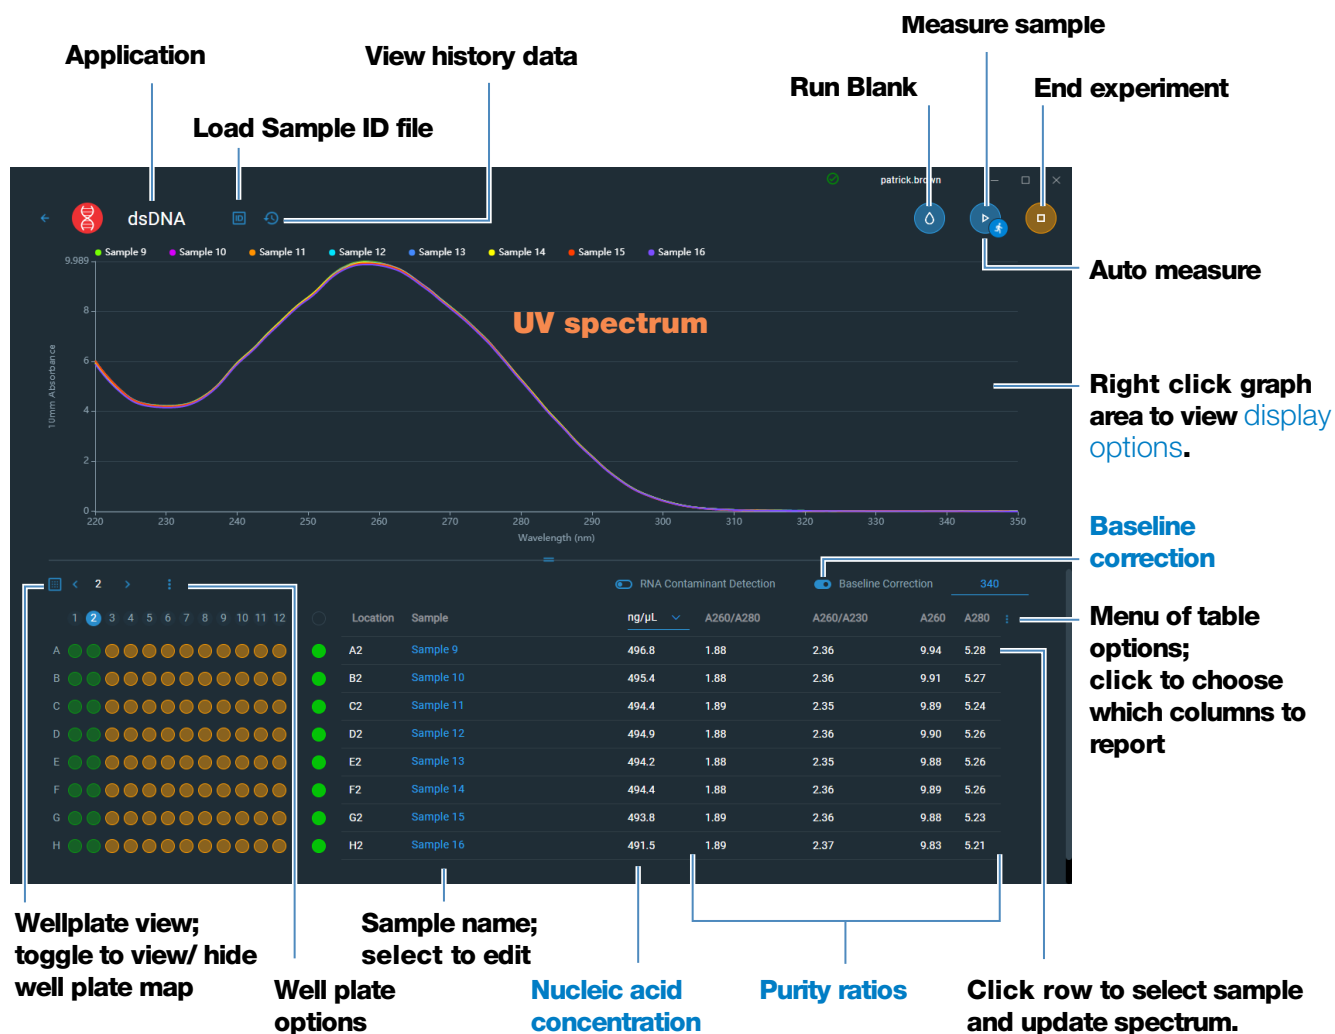 Measure sample
Application
View history data
Run Blank
End experiment
Load Sample ID file
patrick.brown
dsDNA
ID
Sample 9
Sample 10
Sample 11
Sample 12
Sample 13
Sample 14
Sample 15
Sample 16
9.989
8
6
4
2
0
10mm Absorbance
UV spectrum
220 230 240 250 260 270 280 290 300 310 320 330 340 350
Wavelength (nm)
Auto measure
Right click graph
area to view display
options.
Baseline
correction
Menu of table
options;
click to choose
which columns to
report
2
RNA Contaminant Detection
Baseline Correction
340
1 2 3 4 5 6 7 8 9 10 11 12
Location Sample ng/µL A260/A280 A260/A230 A260 A280
A A2 Sample 9 496.8 1.88 2.36 9.94 5.28
B B2 Sample 10 495.4 1.88 2.36 9.91 5.27
C C2 Sample 11 494.4 1.89 2.35 9.89 5.24
D D2 Sample 12 494.9 1.88 2.36 9.90 5.26
E E2 Sample 13 494.2 1.88 2.35 9.88 5.26
F F2 Sample 14 494.4 1.88 2.36 9.89 5.26
G G2 Sample 15 493.8 1.89 2.36 9.88 5.23
H H2 Sample 16 491.5 1.89 2.37 9.83 5.21
Wellplate view;
toggle to view/ hide
well plate map
Well plate
options
Sample name;
select to edit
Nucleic acid
concentration
Purity ratios
Click row to select sample
and update spectrum.